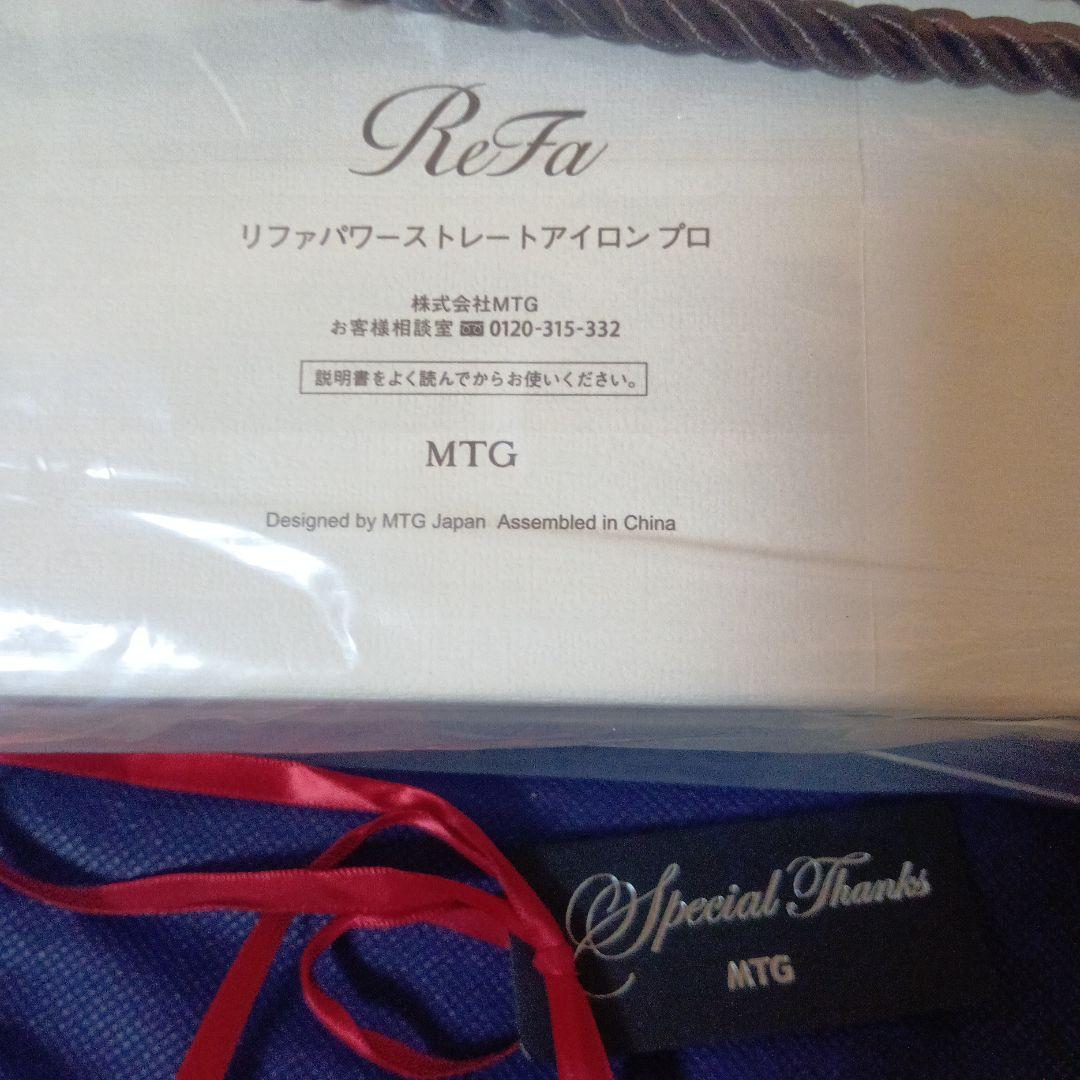 ReFa
リファパワーストレートアイロン プロ
株式会社MTG
お客様相談室 0120-315-332
説明書をよく読んでからお使いください。
MTG
Designed by MTG Japan Assembled in China
Special Thanks
MTG